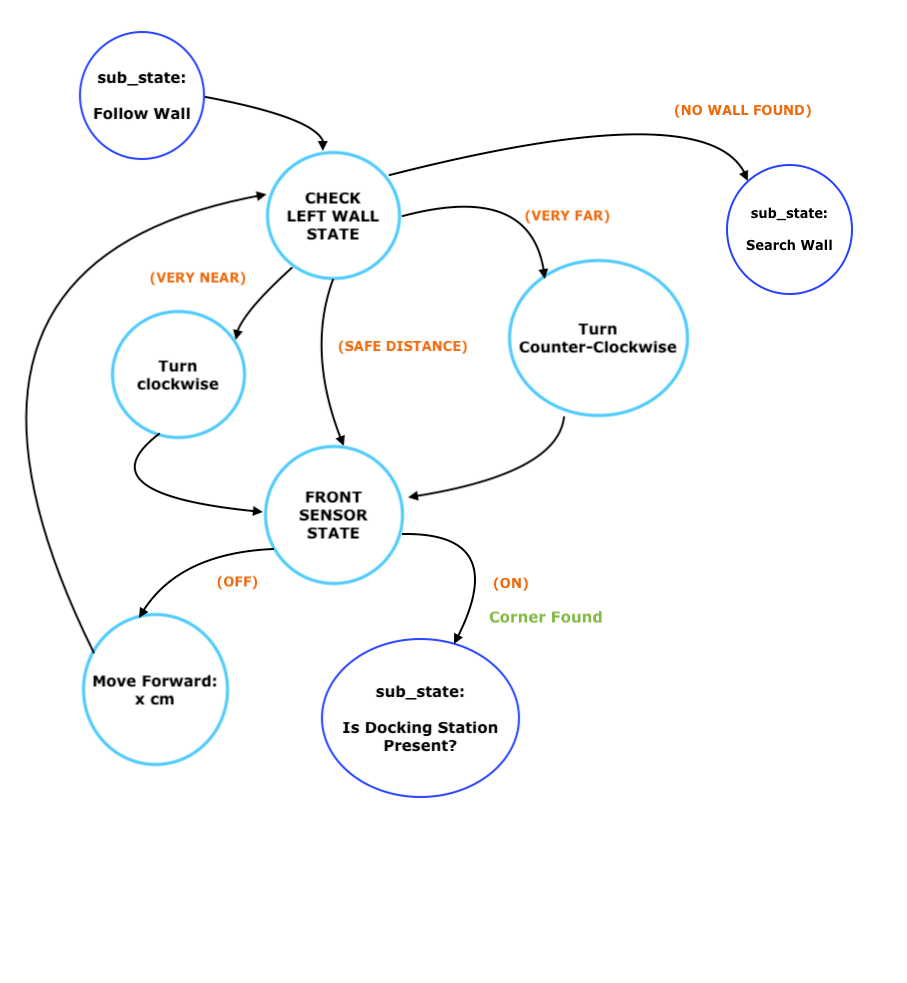 sub_state:
Follow Wall
(NO WALL FOUND)
CHECK
LEFT WALL
STATE
sub_state:
Search Wall
(VERY FAR)
(VERY NEAR)
Turn
Counter-Clockwise
(SAFE DISTANCE)
Turn
clockwise
FRONT
SENSOR
STATE
(OFF)
(ON)
Corner Found
Move Forward:
x cm
sub_state:
Is Docking Station
Present?